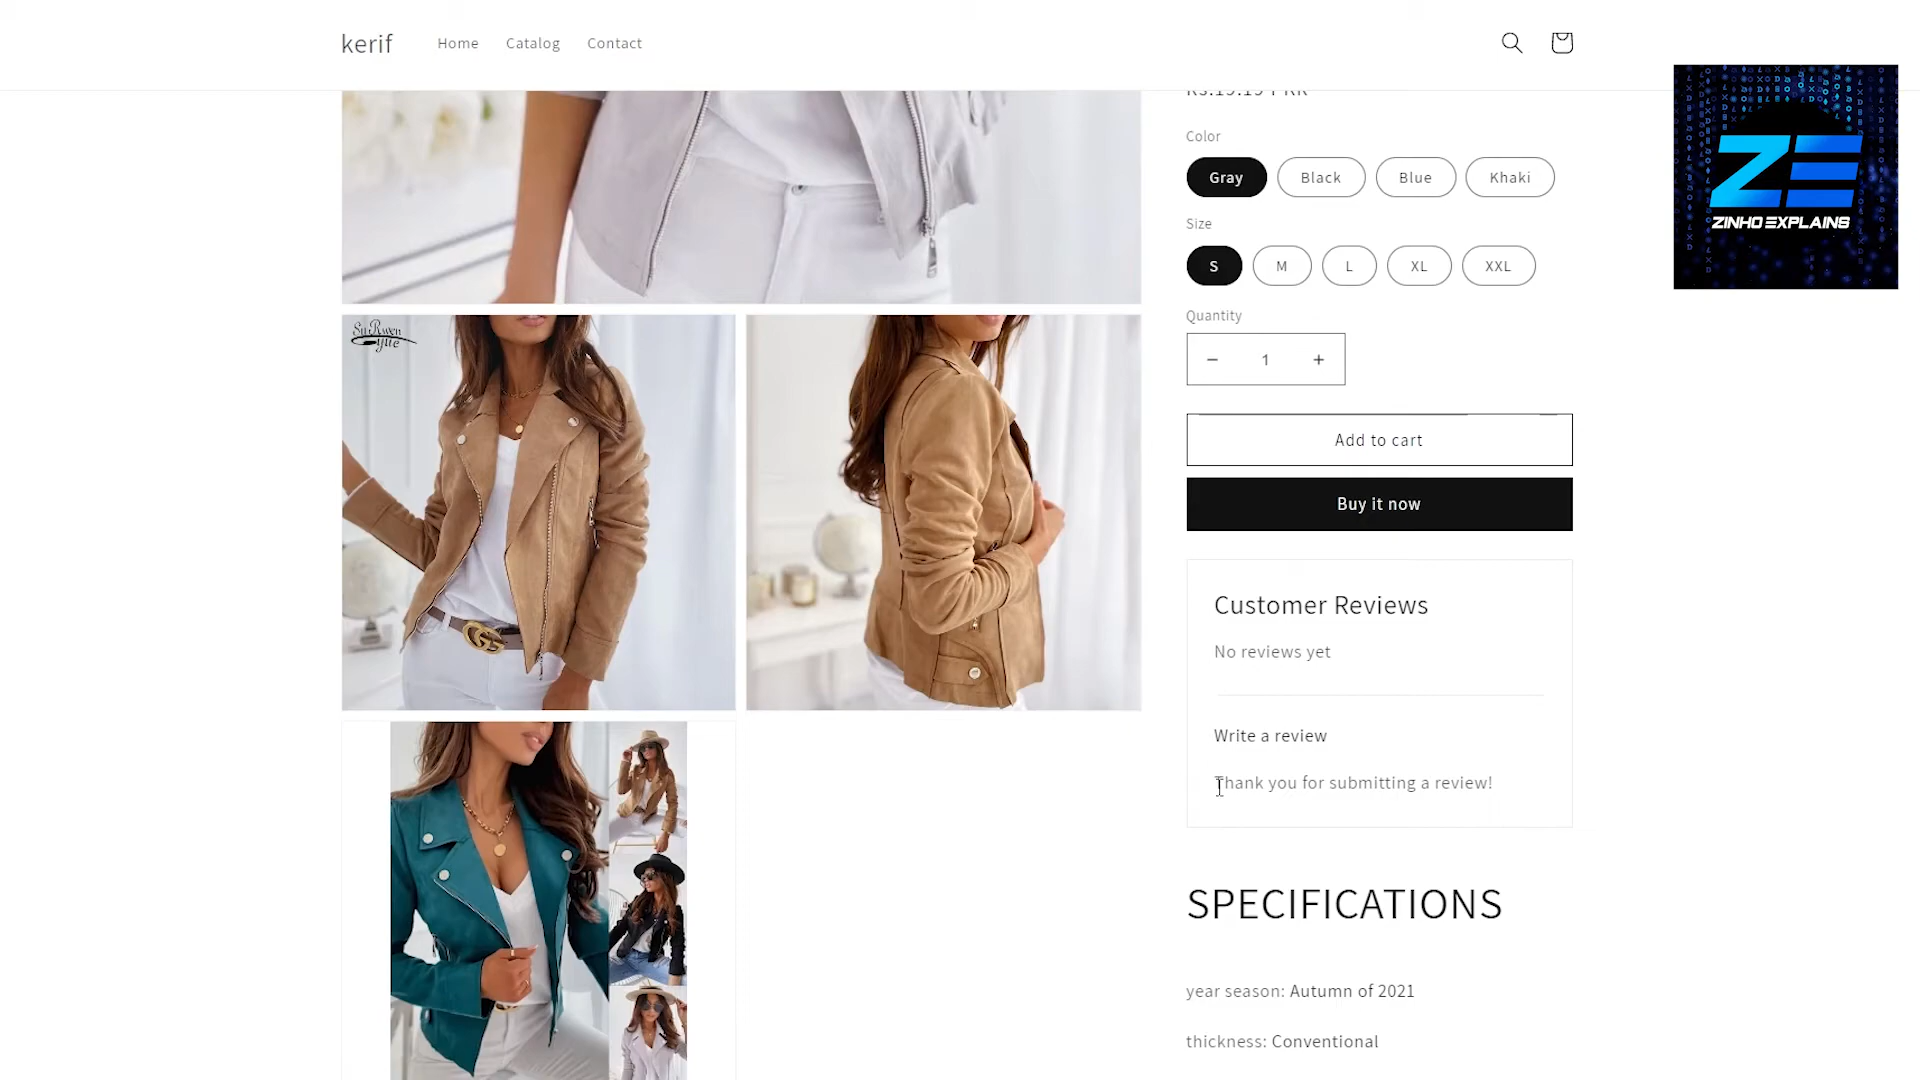 kerif
Home
Catalog
Contact
ZE
ZINHO EXPLAINS
Color
Gray
Black
Blue
Khaki
Size
S
M
L
XL
XXL
Quantity
− 1 +
Add to cart
Buy it now
Customer Reviews
No reviews yet
Write a review
Thank you for submitting a review!
SPECIFICATIONS
year season: Autumn of 2021
thickness: Conventional